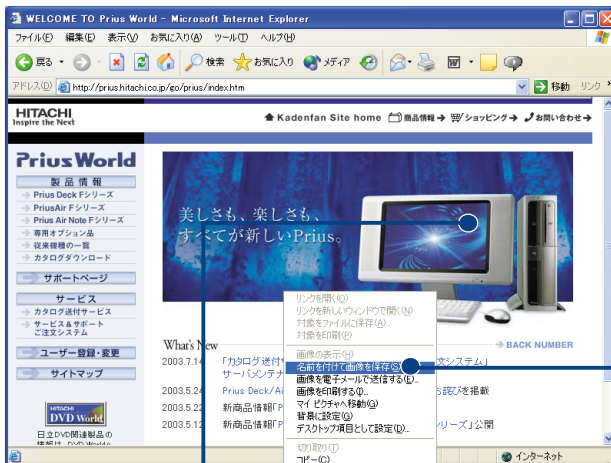 WELCOME TO Prius World - Microsoft Internet Explorer
ファイル(F) 編集(E) 表示(V) お気に入り(A) ツール(T) ヘルプ(H)
戻る 検索 お気に入り メディア
アドレス(D) http://prius.hitachi.co.jp/go/prius/index.htm 移動 リンク
HITACHI
Inspire the Next
Kadenfan Site home 商品情報 ショッピング お問い合わせ
Prius World
製品情報
Prius Deck Fシリーズ
PriusAir Fシリーズ
Prius Air Note Fシリーズ
専用オプション品
従来機種の一覧
カタログダウンロード
サポートページ
サービス
カタログ送付サービス
サービス&サポート
ご注文システム
ユーザー登録・変更
サイトマップ
HITACHI
DVD World
日立DVD関連製品の
美しさも、楽しさも、
すべてが新しいPrius。
リンクを開く(O)
リンクを新しいウィンドウで開く(N)
対象をファイルに保存(A)...
対象を印刷(P)
画像の表示(H)
名前を付けて画像を保存(S)...
画像を電子メールで送信する(E)...
画像を印刷する(I)...
マイ ピクチャへ移動(G)
背景に設定(G)
デスクトップ項目として設定(D)...
切り取り(T)
コピー(C)
What's New
BACK NUMBER
2003.7.14 「カタログ送付 文システム」
サーバメンテナ
2003.5.24 Prius Deck/Ai お詫びを掲載
2003.5.22 新商品情報「P
2003.5.12 新商品情報「P シリーズ」公開
インターネット